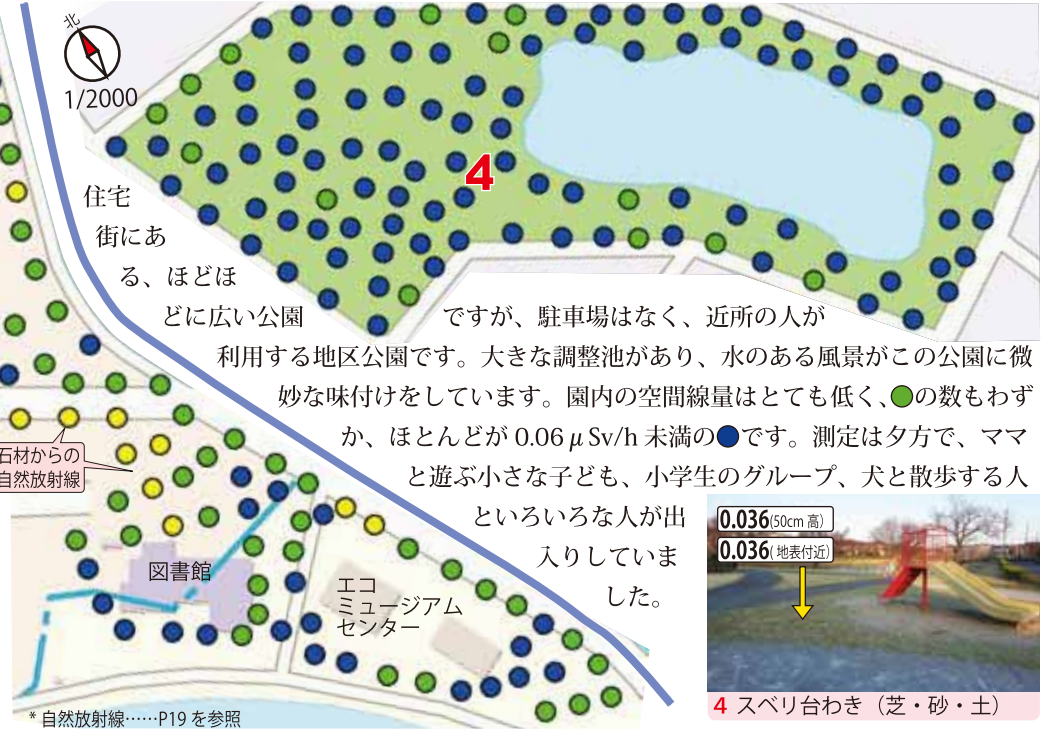 北
1/2000
4
住宅
街にあ
る、ほどほ
どに広い公園
ですが、駐車場はなく、近所の人が
利用する地区公園です。大きな調整池があり、水のある風景がこの公園に微
妙な味付けをしています。園内の空間線量はとても低く、●の数もわず
か、ほとんどが 0.06 μ Sv/h 未満の●です。測定は夕方で、ママ
と遊ぶ小さな子ども、小学生のグループ、犬と散歩する人
といろいろな人が出
入りしていま
した。
石材からの
自然放射線
図書館
エコ
ミュージアム
センター
0.036(50cm 高)
0.036( 地表付近)
4 スベリ台わき（芝・砂・土）
* 自然放射線……P19 を参照